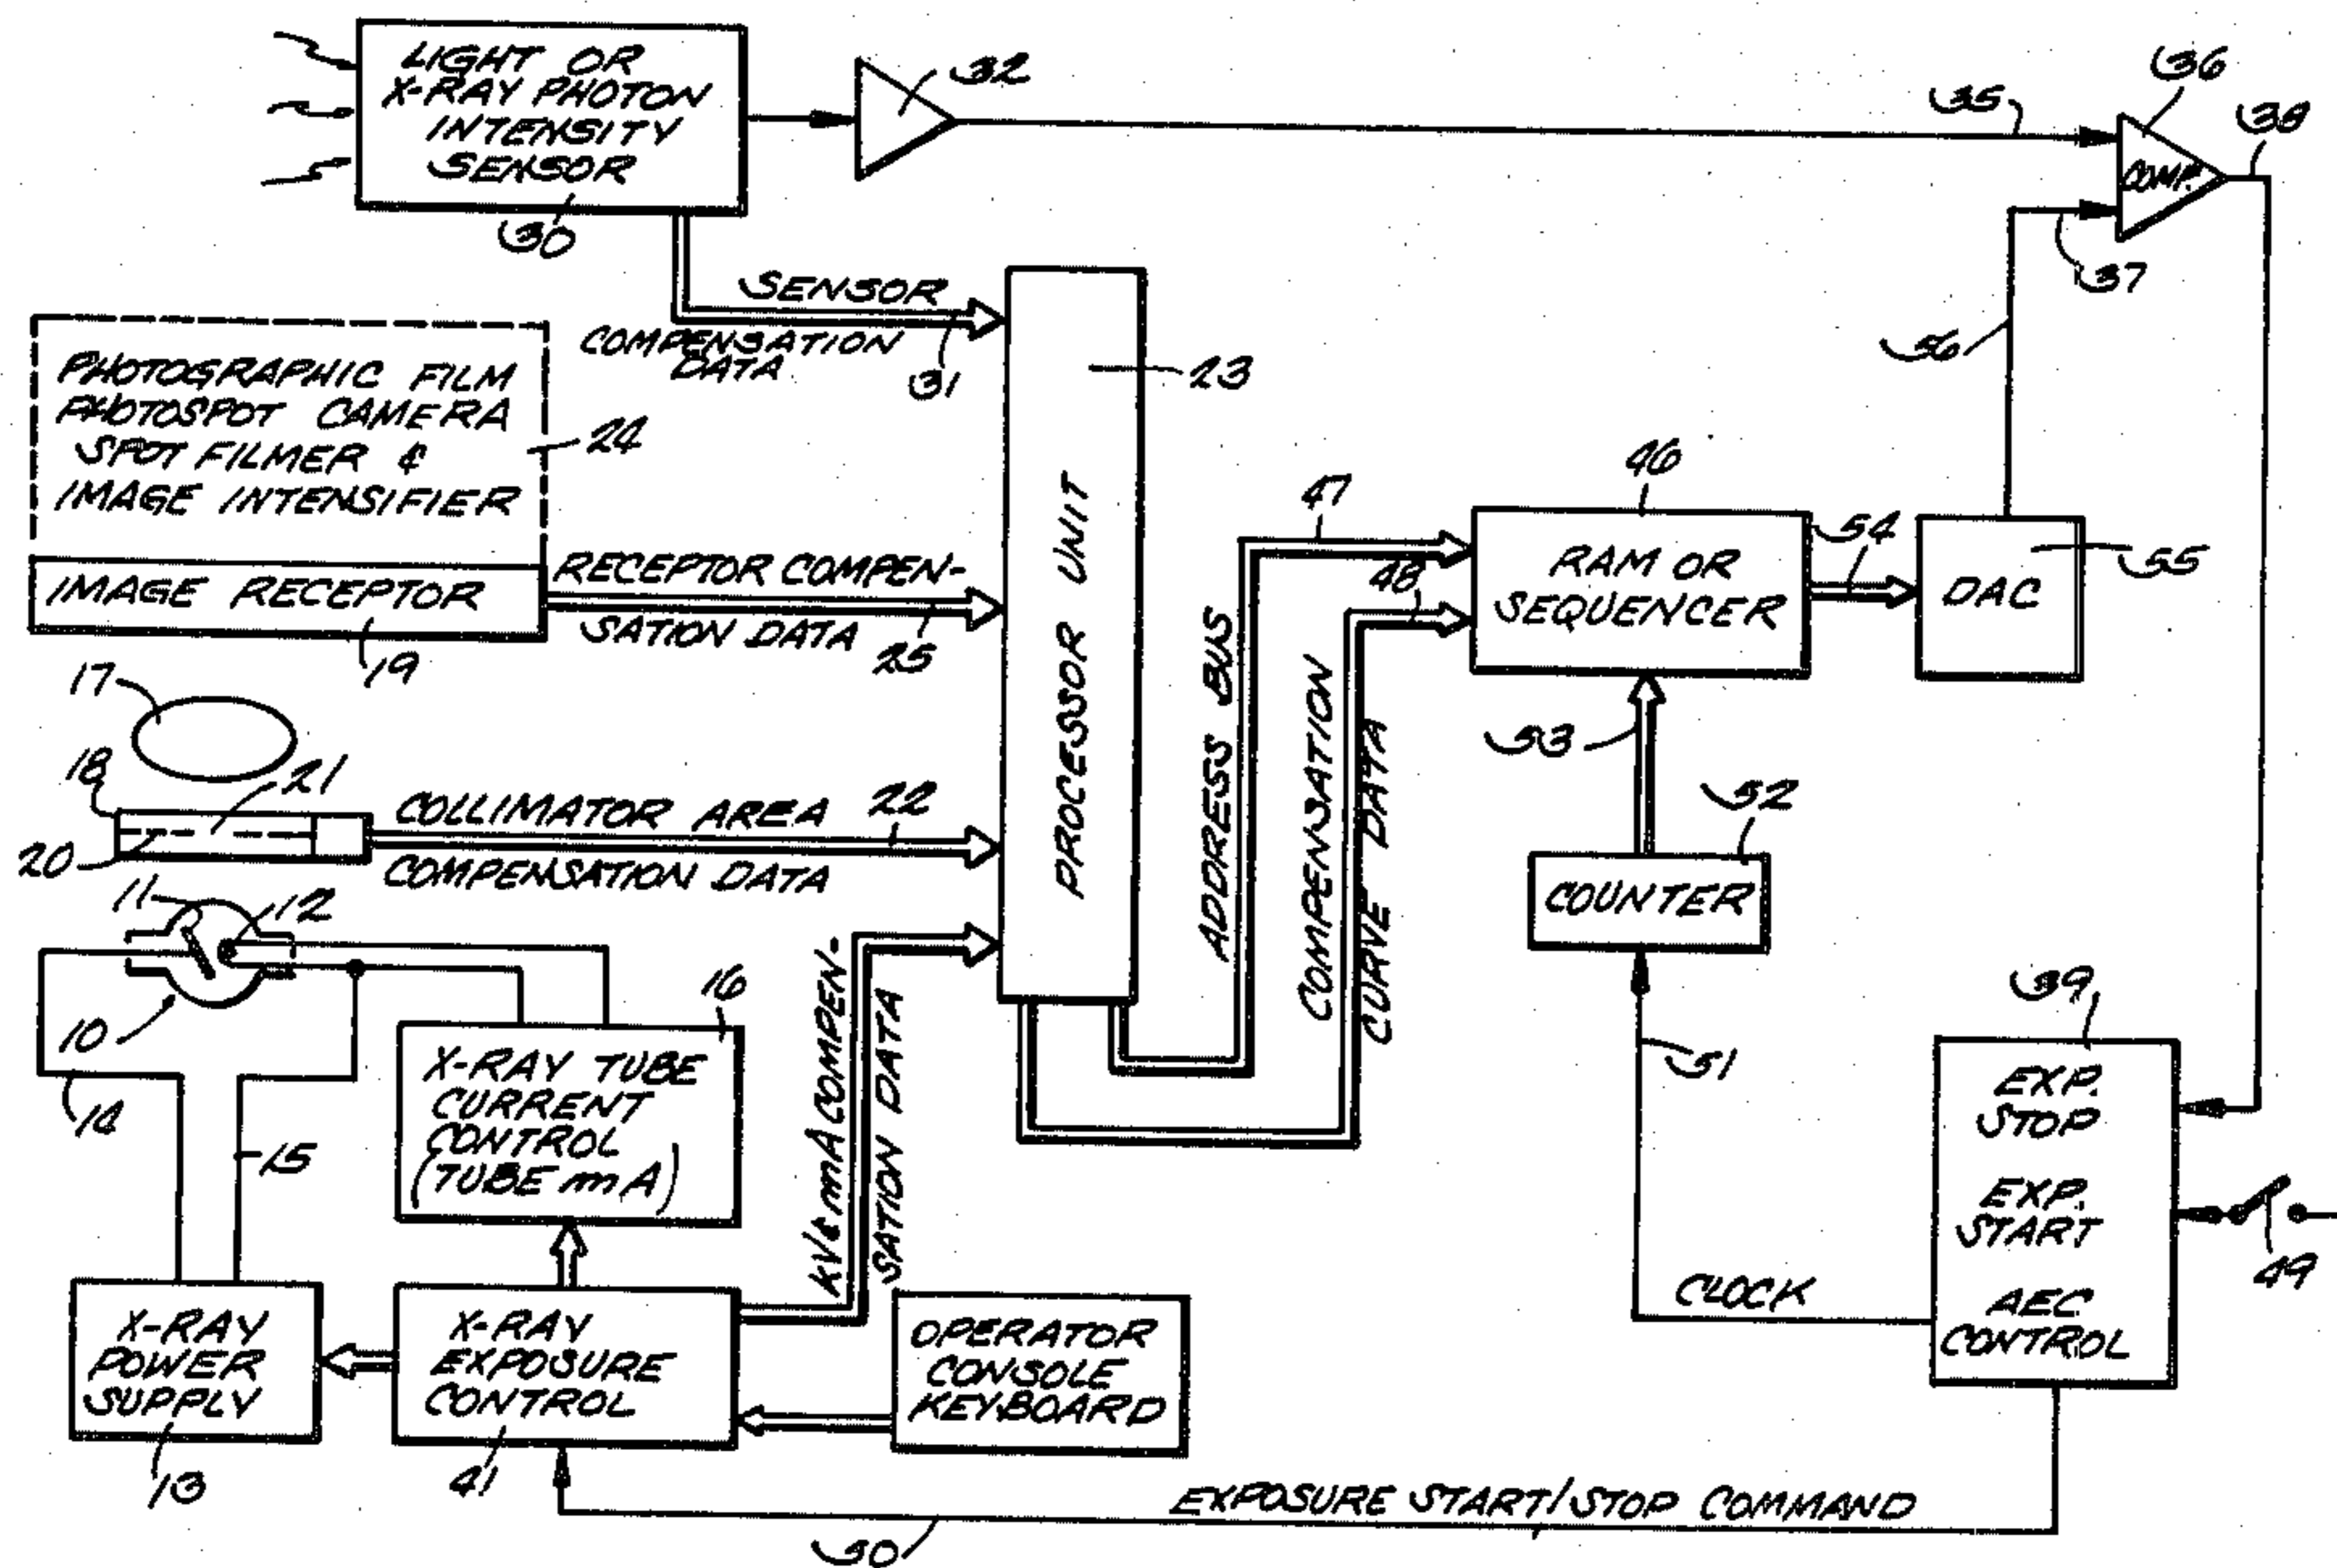 LIGHT OR
X-RAY PHOTON
INTENSITY
SENSOR
30
32
35
36
COMP.
38
37
56
SENSOR
COMPENSATION
DATA
31
23
PHOTOGRAPHIC FILM
PHOTOSPOT CAMERA
SPOT FILMER &
IMAGE INTENSIFIER
24
IMAGE RECEPTOR
19
RECEPTOR COMPEN-
SATION DATA
25
PROCESSOR UNIT
47
48
46
RAM OR
SEQUENCER
54
DAC
55
17
18
21
20
COLLIMATOR AREA
22
COMPENSATION DATA
ADDRESS BUS
COMPENSATION
CURVE DATA
53
52
COUNTER
11
12
10
14
15
16
X-RAY TUBE
CURRENT
CONTROL
(TUBE mA)
kV & mA COMPEN-
SATION DATA
51
CLOCK
39
EXP.
STOP
EXP.
START
AEC
CONTROL
49
X-RAY
POWER
SUPPLY
13
X-RAY
EXPOSURE
CONTROL
41
OPERATOR
CONSOLE
KEYBOARD
EXPOSURE START/STOP COMMAND
50